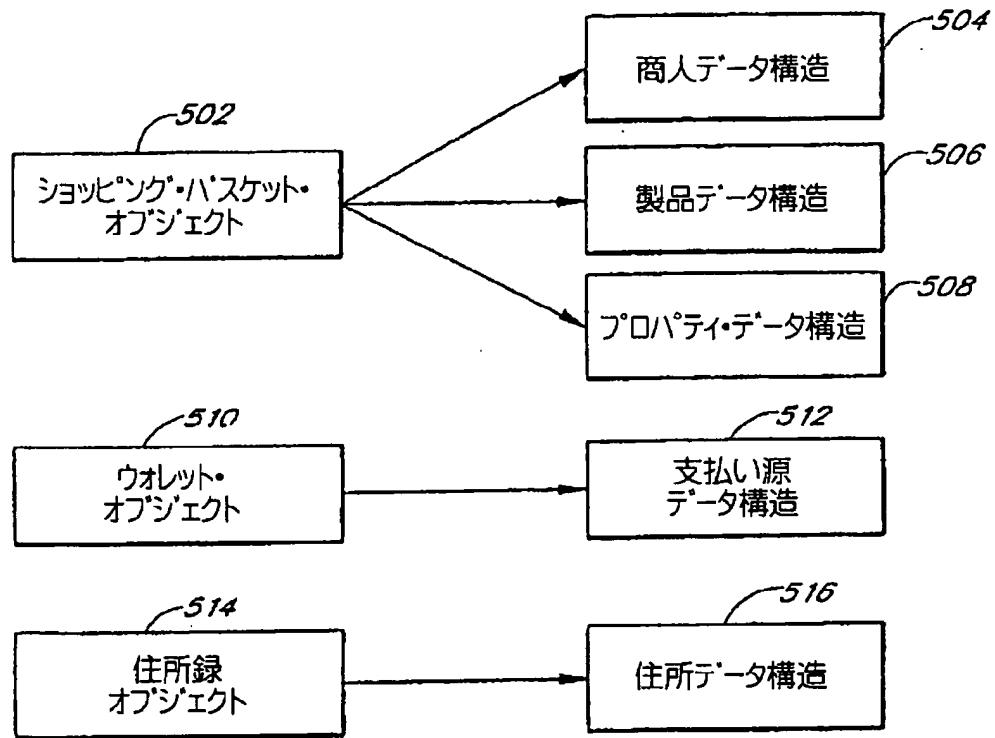 504
商人データ構造
502
ショッピング・バスケット・
オブジェクト
506
製品データ構造
508
プロパティ・データ構造
510
ウォレット・
オブジェクト
512
支払い源
データ構造
514
住所録
オブジェクト
516
住所データ構造